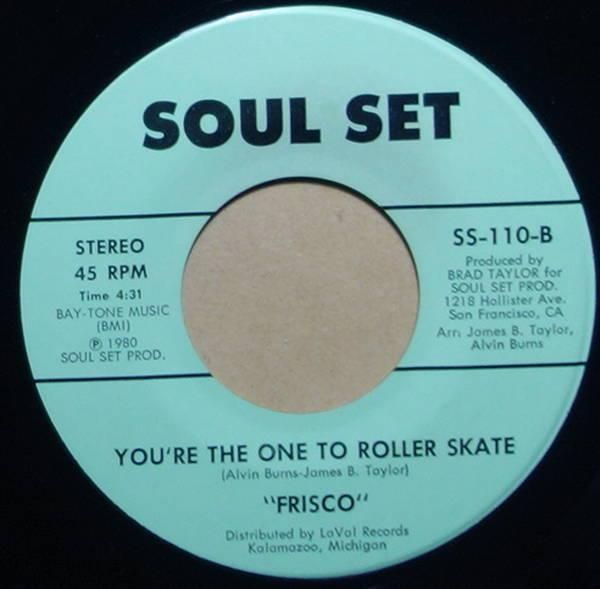 SOUL SET
STEREO
45 RPM
Time 4:31
BAY-TONE MUSIC
(BMI)
Ⓟ 1980
SOUL SET PROD.
SS-110-B
Produced by
BRAD TAYLOR for
SOUL SET PROD.
1218 Hollister Ave.
San Francisco, CA
Arr: James B. Taylor,
Alvin Burns
YOU'RE THE ONE TO ROLLER SKATE
(Alvin Burns-James B. Taylor)
"FRISCO"
Distributed by LaVal Records
Kalamazoo, Michigan